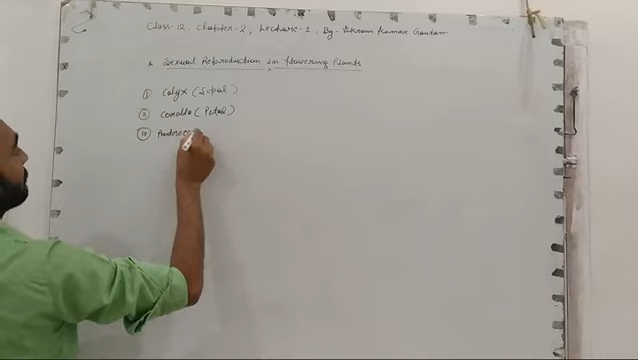 Class-12, Chapter-2, Lecture-1, By- Vikram Kumar Gautam.
* Sexual Reproduction in flowering Plants
(i) Calyx (Sepal)
(ii) Corolla (Petal)
(iii) Androec